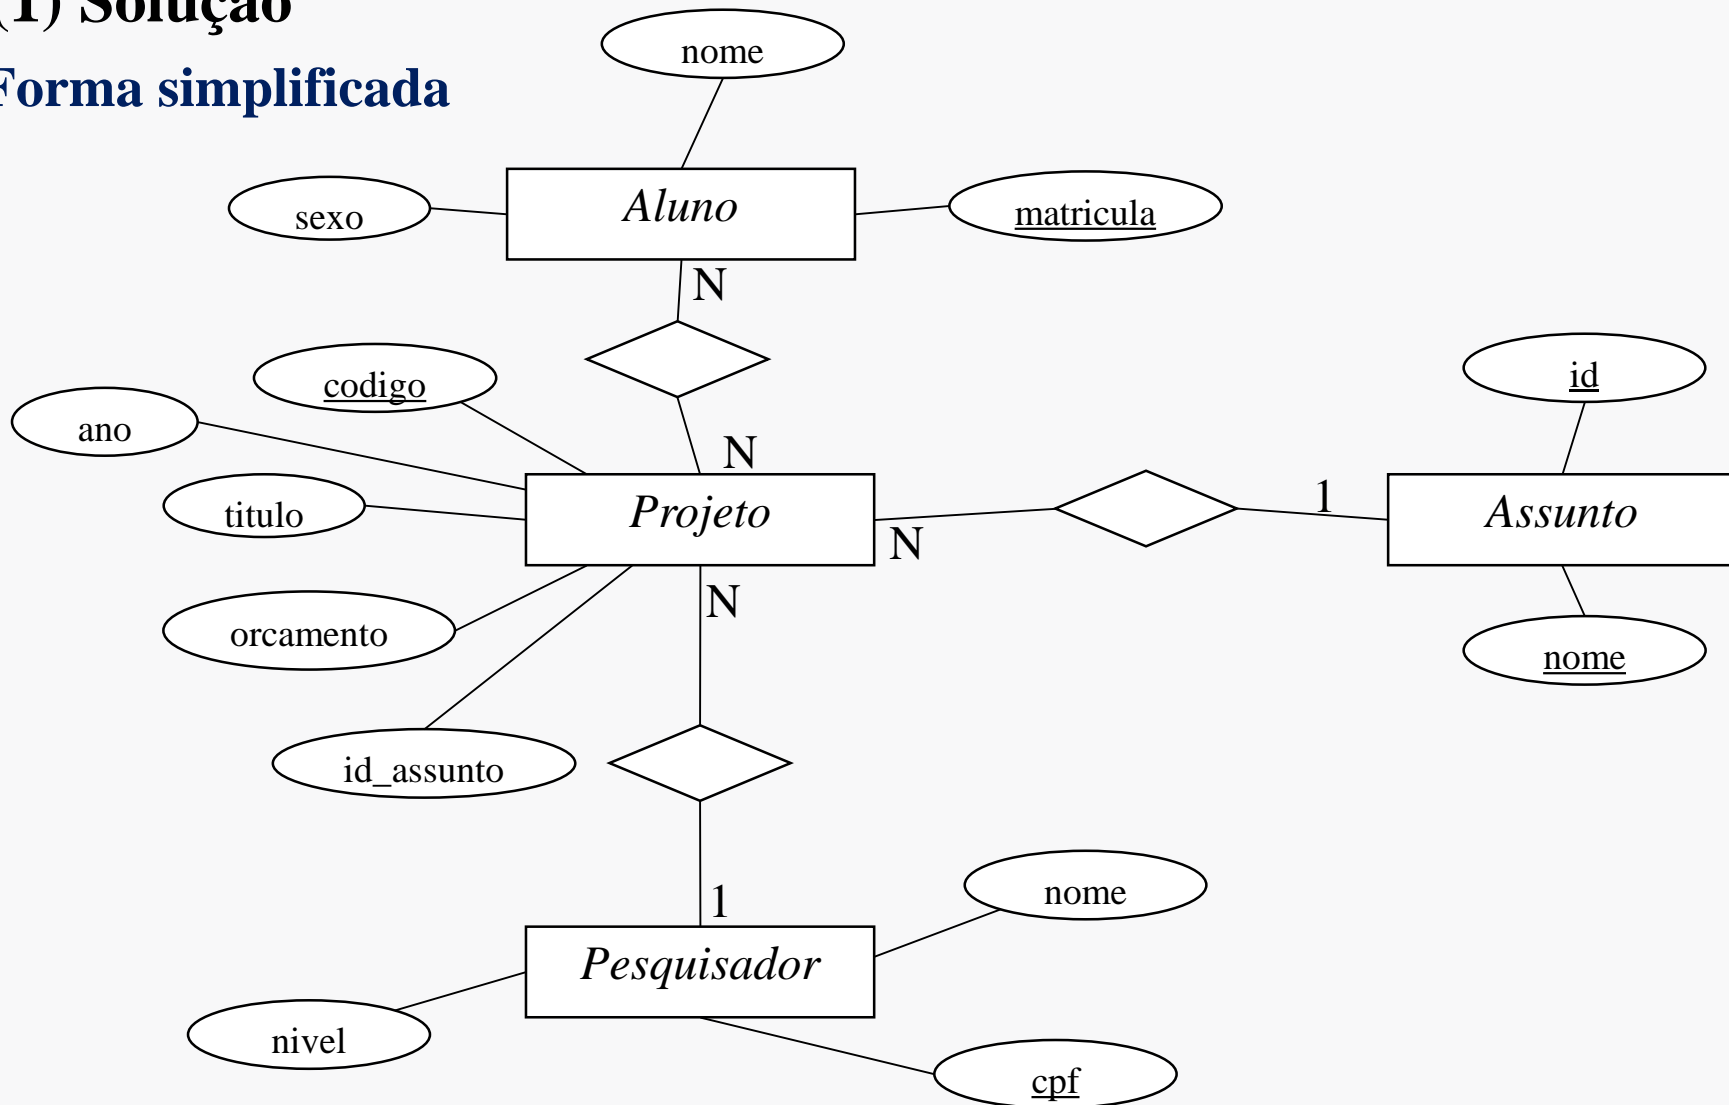 (1) Solução
Forma simplificada
nome
sexo
Aluno
matricula
N
codigo
id
ano
N
titulo
Projeto
1
Assunto
N
N
orcamento
nome
id_assunto
1
nome
Pesquisador
nivel
cpf